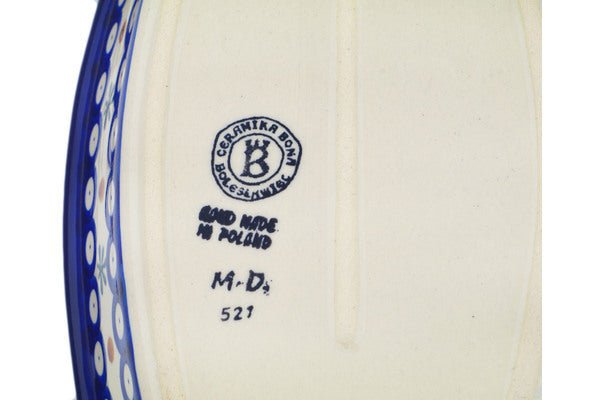 CERAMIKA BONA
BOLESŁAWIEC
B
HAND MADE
IN POLAND
M.D.
521